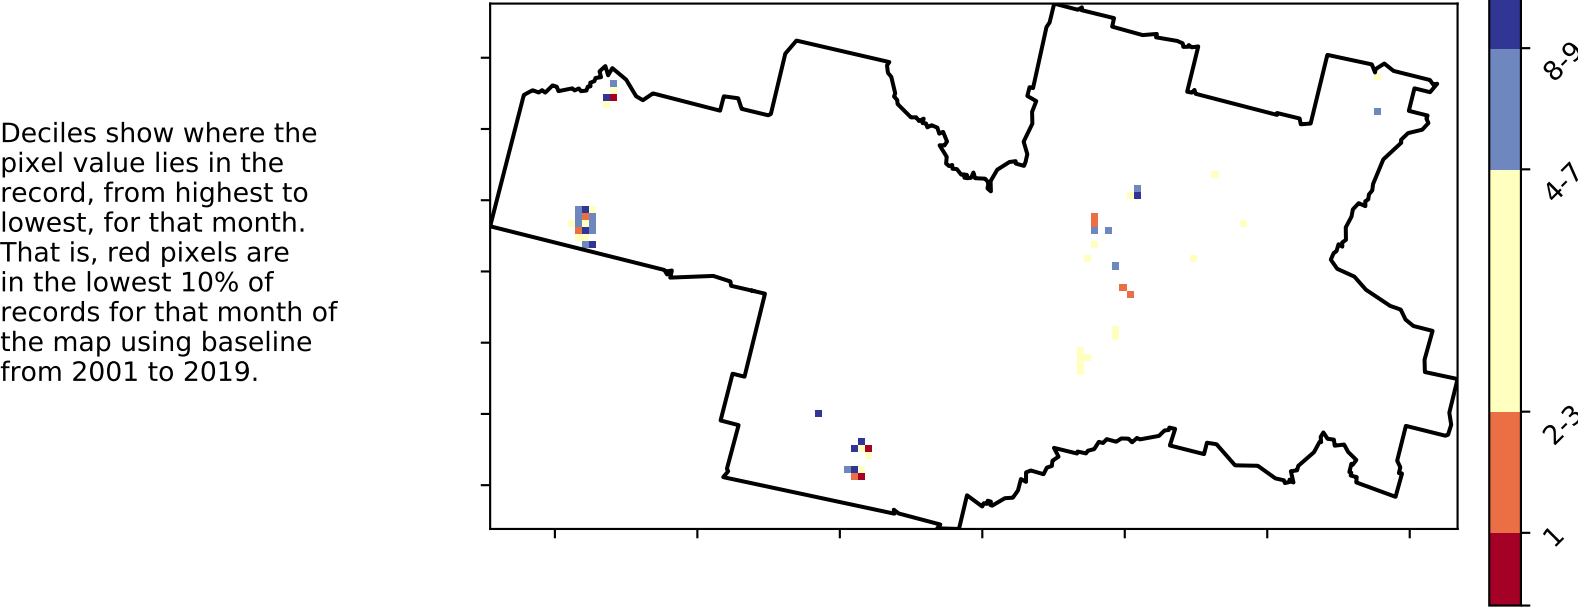 Deciles show where the
pixel value lies in the
record, from highest to
lowest, for that month.
That is, red pixels are
in the lowest 10% of
records for that month of
the map using baseline
from 2001 to 2019.
8-9
4-7
2-3
1